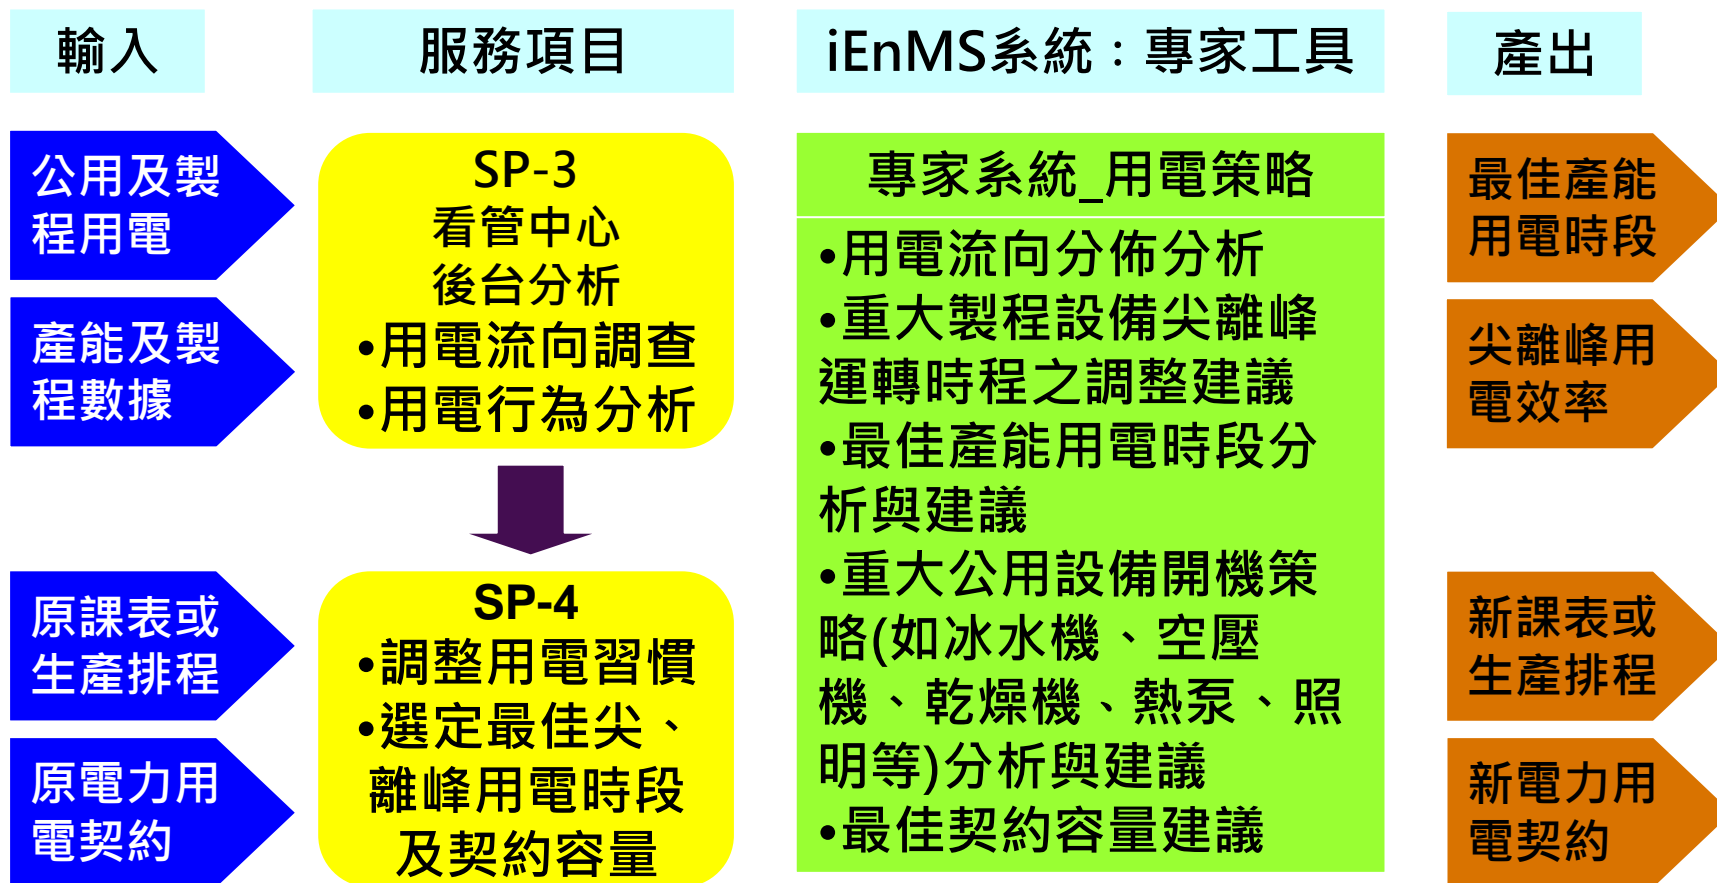 輸入
服務項目
iEnMS系統：專家工具
產出
公用及製
程用電
產能及製
程數據
原課表或
生產排程
原電力用
電契約
SP-3
看管中心
後台分析
•用電流向調查
•用電行為分析
SP-4
•調整用電習慣
•選定最佳尖、
離峰用電時段
及契約容量
專家系統_用電策略
•用電流向分佈分析
•重大製程設備尖離峰
運轉時程之調整建議
•最佳產能用電時段分
析與建議
•重大公用設備開機策
略(如冰水機、空壓
機、乾燥機、熱泵、照
明等)分析與建議
•最佳契約容量建議
最佳產能
用電時段
尖離峰用
電效率
新課表或
生產排程
新電力用
電契約